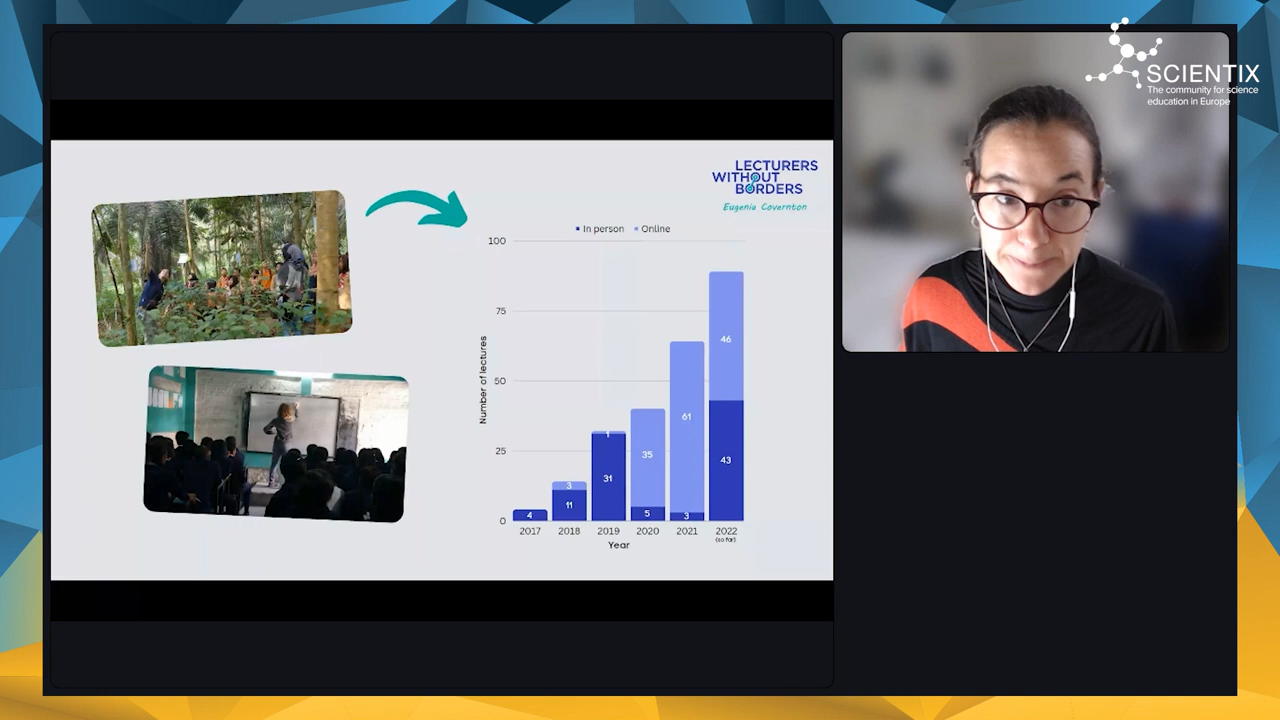 SCIENTIX
The community for science
education in Europe
LECTURERS
WITHOUT
BORDERS
Eugenia Covernton
In person Online
100
75
50
25
0
Number of lectures
4
3
11
1
31
35
5
61
3
46
43
2017 2018 2019 2020 2021 2022
(so far)
Year